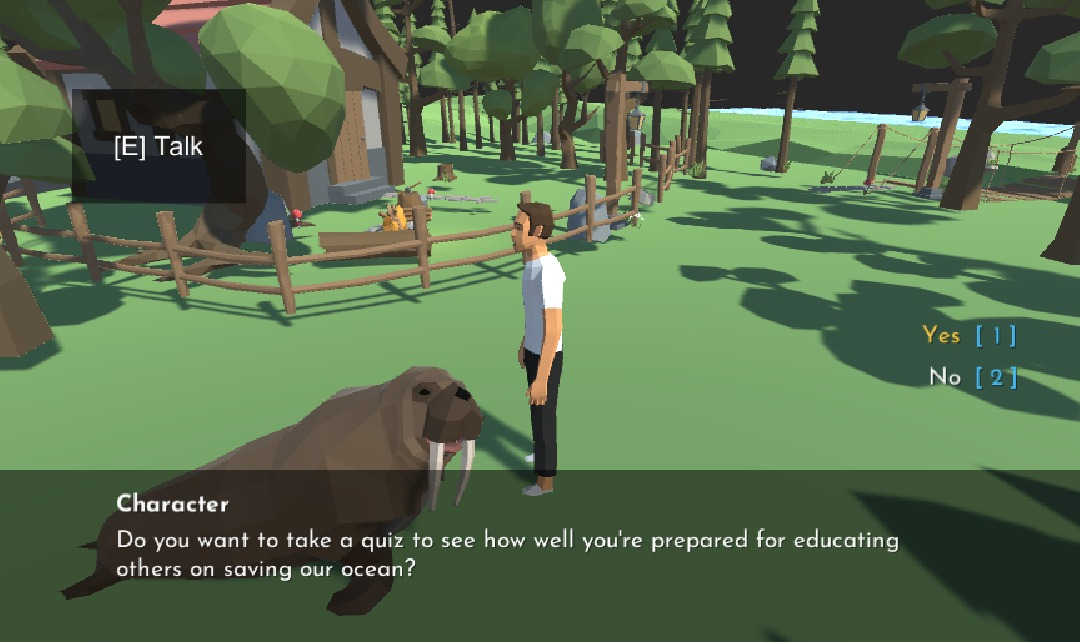 [E] Talk
Yes [ 1 ]
No [ 2 ]
Character
Do you want to take a quiz to see how well you're prepared for educating
others on saving our ocean?